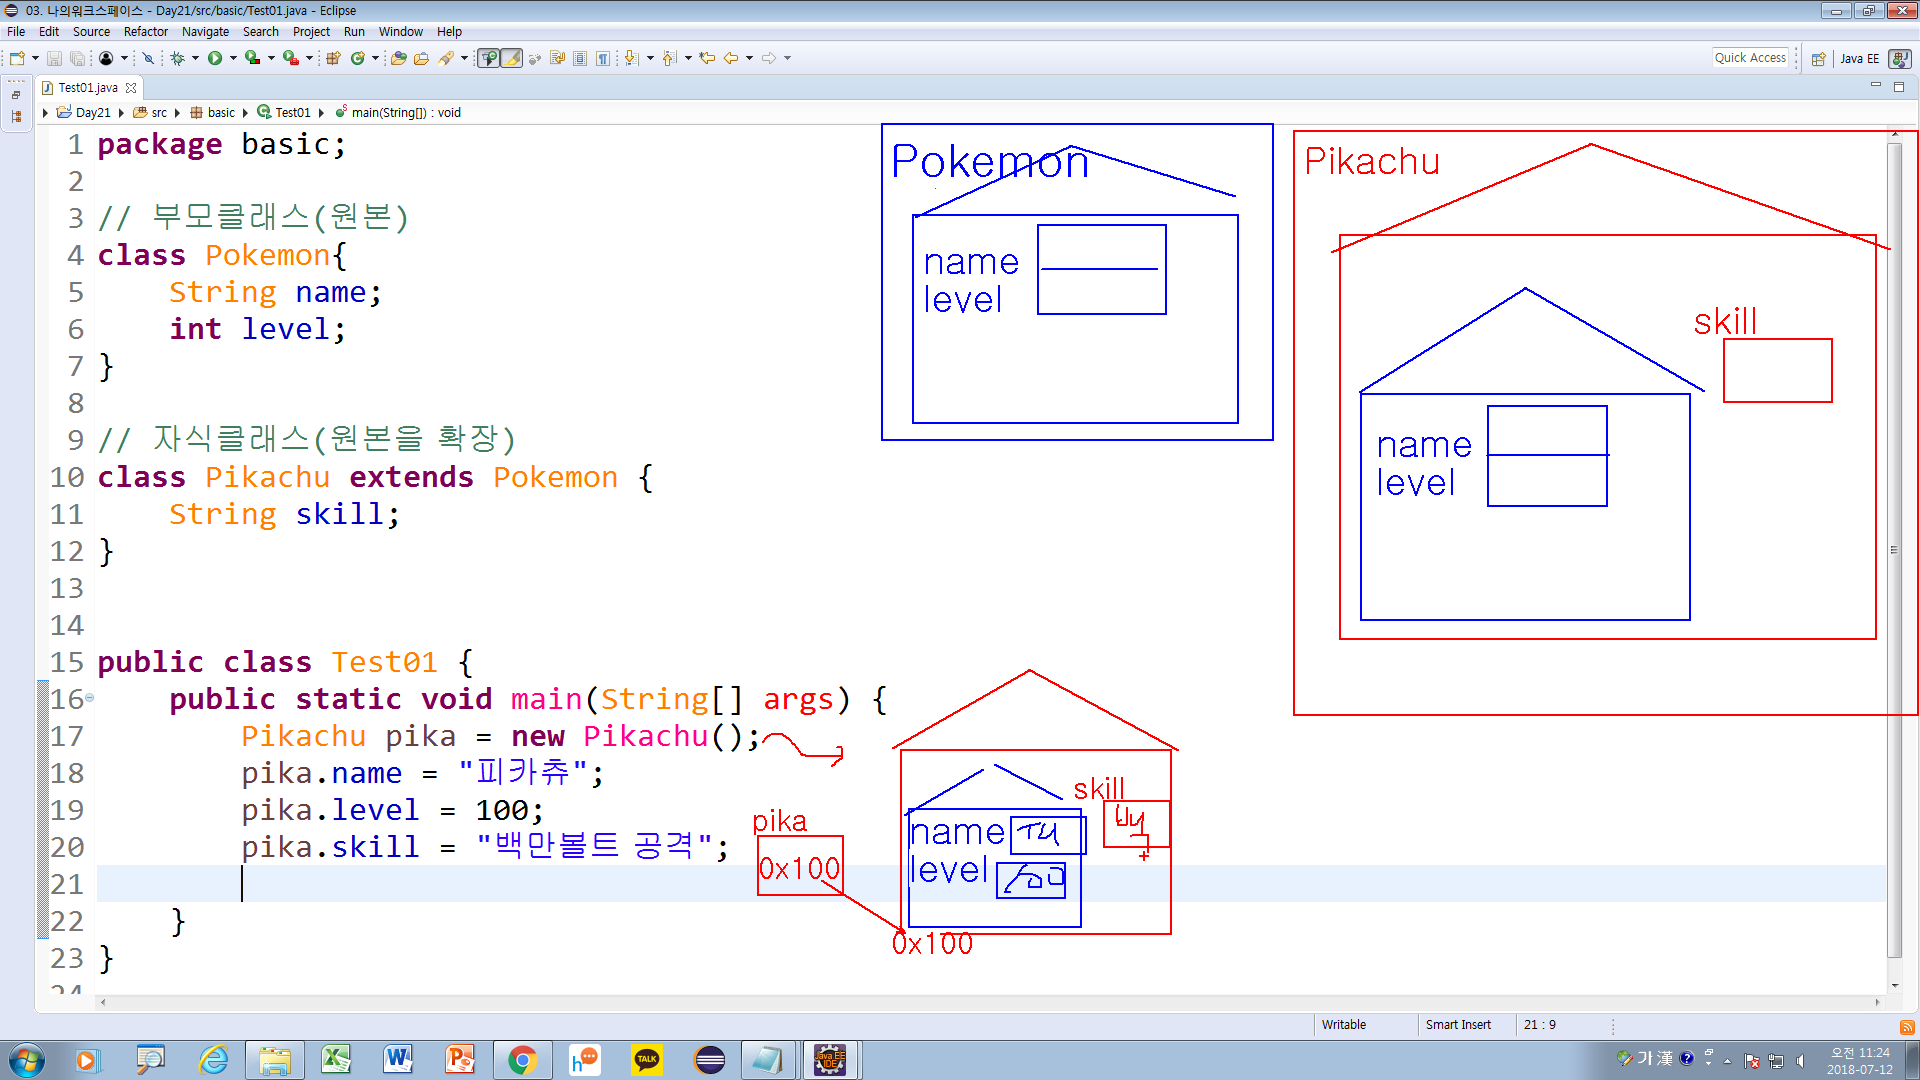 03. 나의워크스페이스 - Day21/src/basic/Test01.java - Eclipse
File Edit Source Refactor Navigate Search Project Run Window Help
Quick Access Java EE
Test01.java
Day21 src basic Test01 main(String[]) : void
1 package basic;
2
3 // 부모클래스(원본)
4 class Pokemon{
5 String name;
6 int level;
7 }
8
9 // 자식클래스(원본을 확장)
10 class Pikachu extends Pokemon {
11 String skill;
12 }
13
14
15 public class Test01 {
16 public static void main(String[] args) {
17 Pikachu pika = new Pikachu();
18 pika.name = "피카츄";
19 pika.level = 100;
20 pika.skill = "백만볼트 공격";
21
22 }
23 }
24
Pokemon
name
level
Pikachu
skill
name
level
skill
name
level 100
pika
0x100
0x100
Writable Smart Insert 21 : 9
TALK
Java EE
IDE
가 漢
오전 11:24
2018-07-12